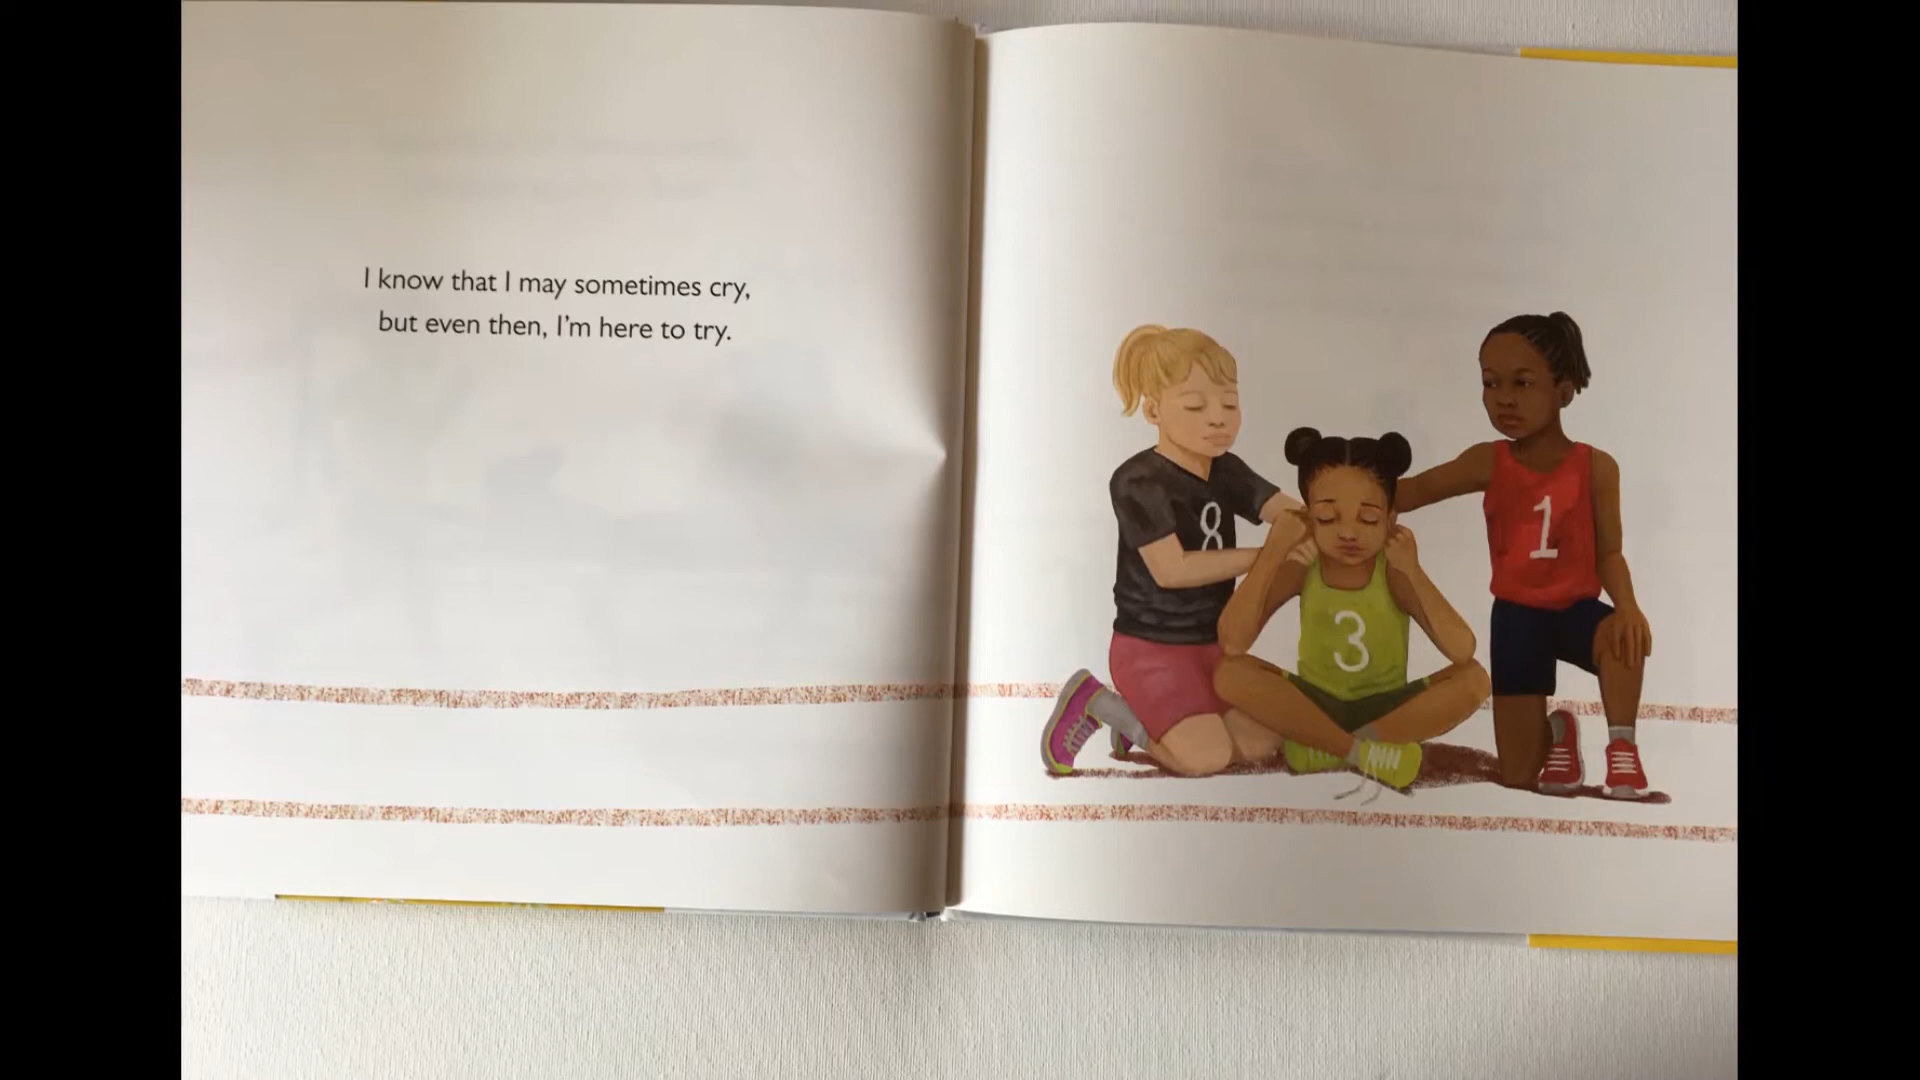 I know that I may sometimes cry,
but even then, I'm here to try.
8
3
1